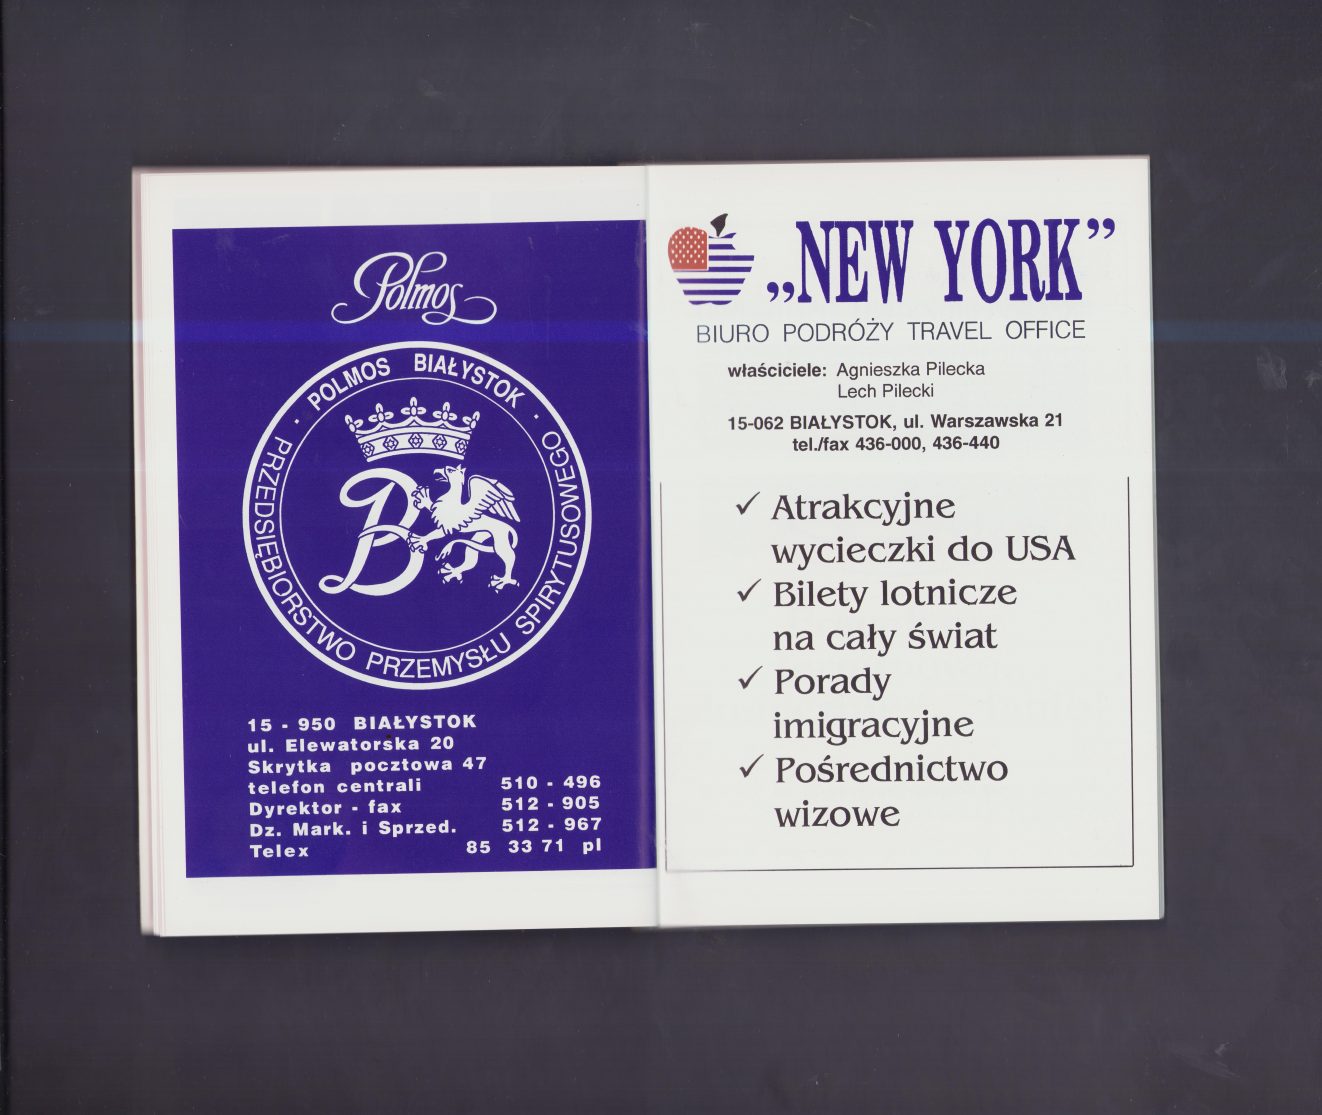 Polmos
· POLMOS BIAŁYSTOK ·
PRZEDSIĘBIORSTWO PRZEMYSŁU SPIRYTUSOWEGO
B
15 - 950 BIAŁYSTOK
ul. Elewatorska 20
Skrytka pocztowa 47
telefon centrali 510 - 496
Dyrektor - fax 512 - 905
Dz. Mark. i Sprzed. 512 - 967
Telex 85 33 71 pl
„NEW YORK”
BIURO PODRÓŻY TRAVEL OFFICE
właściciele: Agnieszka Pilecka
Lech Pilecki
15-062 BIAŁYSTOK, ul. Warszawska 21
tel./fax 436-000, 436-440
✓ Atrakcyjne
wycieczki do USA
✓ Bilety lotnicze
na cały świat
✓ Porady
imigracyjne
✓ Pośrednictwo
wizowe